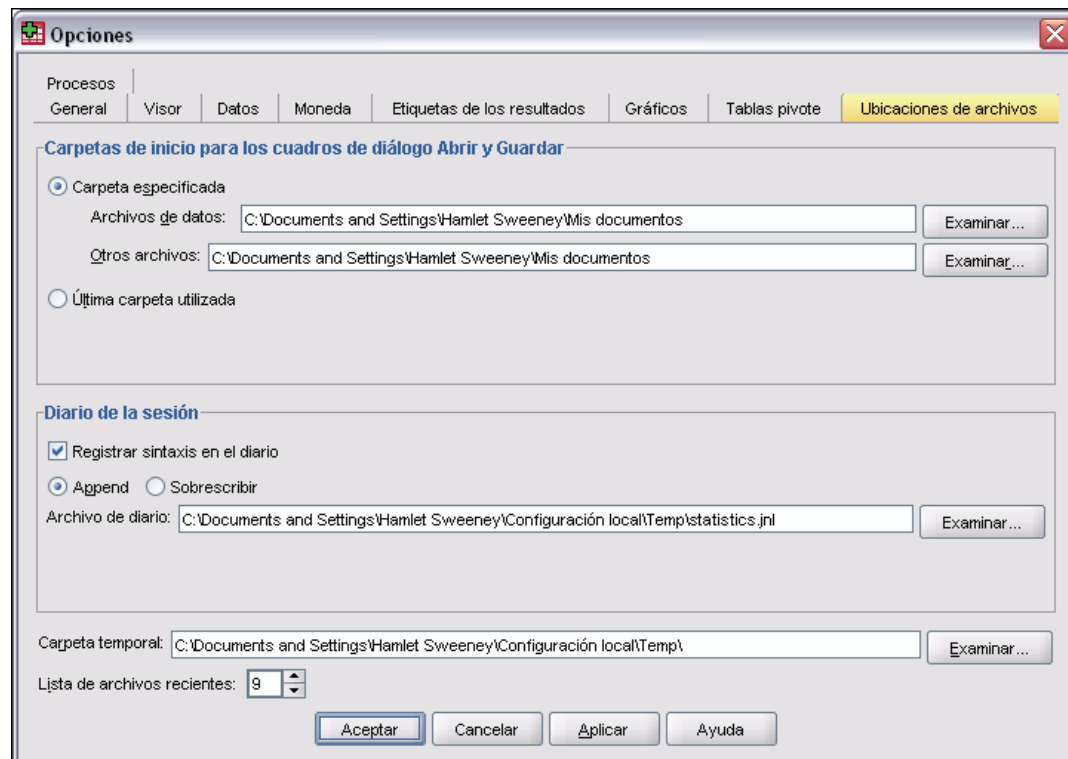 Opciones
Procesos
General Visor Datos Moneda Etiquetas de los resultados Gráficos Tablas pivote Ubicaciones de archivos
Carpetas de inicio para los cuadros de diálogo Abrir y Guardar
Carpeta especificada
Archivos de datos: C:\Documents and Settings\Hamlet Sweeney\Mis documentos Examinar...
Otros archivos: C:\Documents and Settings\Hamlet Sweeney\Mis documentos Examinar...
Última carpeta utilizada
Diario de la sesión
Registrar sintaxis en el diario
Append Sobrescribir
Archivo de diario: C:\Documents and Settings\Hamlet Sweeney\Configuración local\Temp\statistics.jnl Examinar...
Carpeta temporal: C:\Documents and Settings\Hamlet Sweeney\Configuración local\Temp\ Examinar...
Lista de archivos recientes: 9
Aceptar Cancelar Aplicar Ayuda